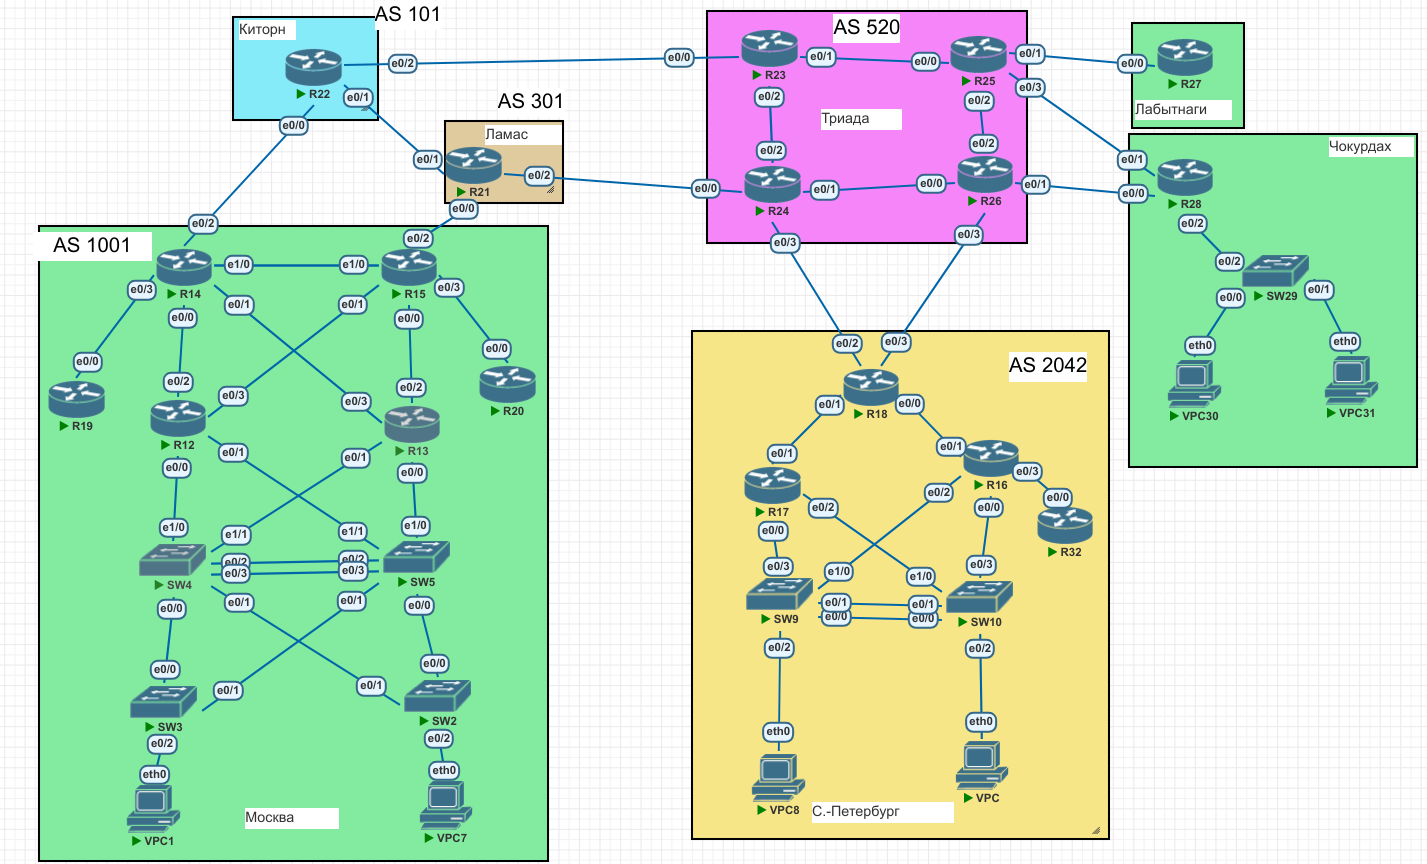 AS 101
Киторн
R22
e0/2
e0/1
e0/0
AS 301
Ламас
R21
e0/1
e0/2
e0/0
AS 520
Триада
e0/0
R23
e0/1
e0/2
e0/0
R25
e0/1
e0/3
e0/2
e0/2
e0/0
R24
e0/1
e0/3
e0/2
e0/0
R26
e0/1
e0/3
e0/0
R27
Лабытнаги
Чокурдах
e0/1
e0/0
R28
e0/2
e0/2
SW29
e0/0
e0/1
eth0
eth0
VPC30
VPC31
AS 1001
e0/2
R14
e1/0
e0/3
e0/1
e0/0
e0/2
e1/0
R15
e0/3
e0/1
e0/0
e0/0
R19
e0/0
R20
e0/2
e0/3
R12
e0/1
e0/0
e0/2
e0/3
R13
e0/1
e0/0
e1/0
e1/1
SW4
e0/2
e0/3
e0/1
e0/0
e1/0
e1/1
e0/2
e0/3
SW5
e0/1
e0/0
e0/0
e0/1
SW3
e0/2
e0/0
e0/1
SW2
e0/2
eth0
VPC1
eth0
VPC7
Москва
AS 2042
e0/2
e0/3
R18
e0/1
e0/0
e0/1
R17
e0/2
e0/0
e0/1
R16
e0/3
e0/2
e0/0
e0/0
R32
e0/3
e1/0
SW9
e0/1
e0/0
e0/2
e1/0
e0/3
e0/1
e0/0
SW10
e0/2
eth0
VPC8
eth0
VPC
С.-Петербург